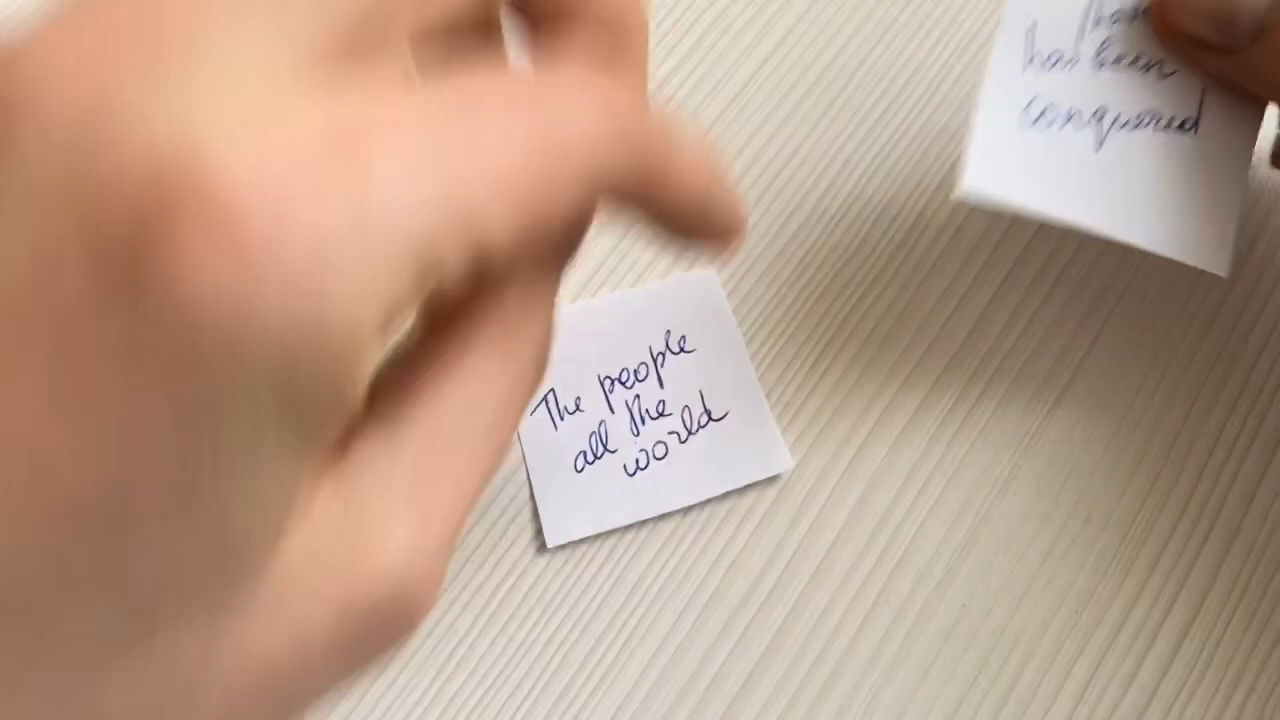 The people
all the
world
has been
conquered